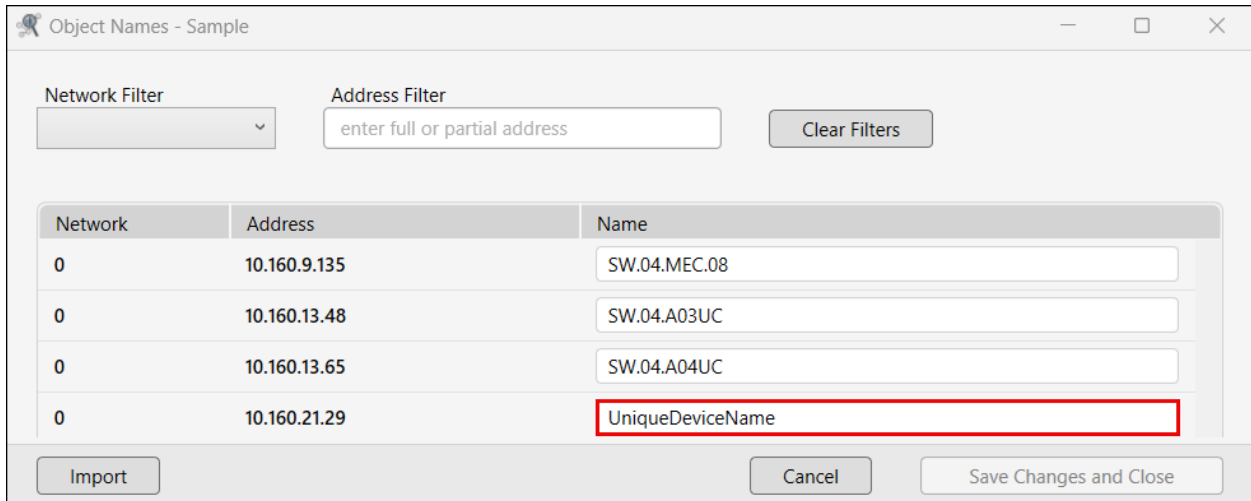 Object Names - Sample
Network Filter Address Filter
enter full or partial address Clear Filters
Network Address Name
0 10.160.9.135 SW.04.MEC.08
0 10.160.13.48 SW.04.A03UC
0 10.160.13.65 SW.04.A04UC
0 10.160.21.29 UniqueDeviceName
Import Cancel Save Changes and Close